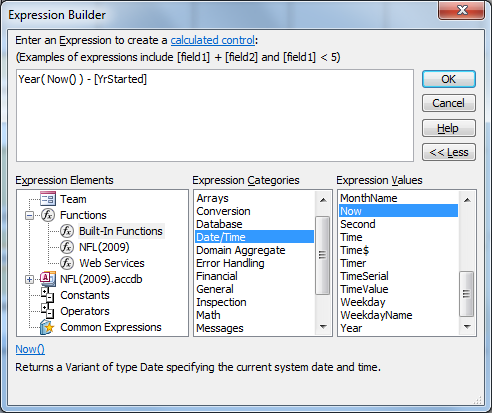 Expression Builder
Enter an Expression to create a calculated control:
(Examples of expressions include [field1] + [field2] and [field1] < 5)
Year( Now() ) - [YrStarted]
OK
Cancel
Help
<< Less
Expression Elements
Team
Functions
Built-In Functions
NFL(2009)
Web Services
NFL(2009).accdb
Constants
Operators
Common Expressions
Expression Categories
Arrays
Conversion
Database
Date/Time
Domain Aggregate
Error Handling
Financial
General
Inspection
Math
Messages
Expression Values
MonthName
Now
Second
Time
Time$
Timer
TimeSerial
TimeValue
Weekday
WeekdayName
Year
Now()
Returns a Variant of type Date specifying the current system date and time.